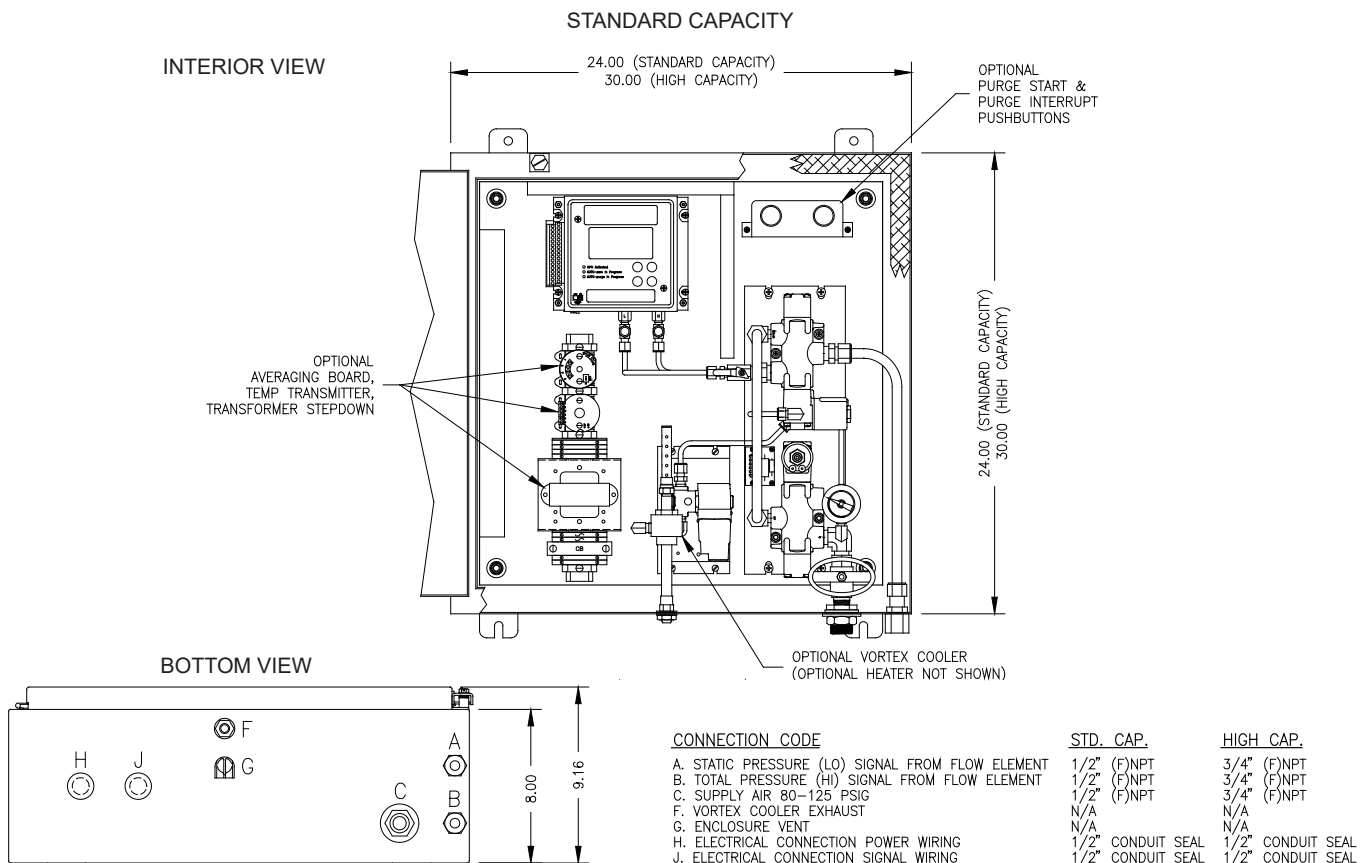 STANDARD CAPACITY
INTERIOR VIEW
24.00 (STANDARD CAPACITY)
30.00 (HIGH CAPACITY)
OPTIONAL
PURGE START &
PURGE INTERRUPT
PUSHBUTTONS
L
H
24.00 (STANDARD CAPACITY)
30.00 (HIGH CAPACITY)
OPTIONAL
AVERAGING BOARD,
TEMP TRANSMITTER,
TRANSFORMER STEPDOWN
CB
OPTIONAL VORTEX COOLER
(OPTIONAL HEATER NOT SHOWN)
BOTTOM VIEW
F
G
H
J
A
B
C
8.00
9.16
CONNECTION CODE STD. CAP. HIGH CAP.
A. STATIC PRESSURE (LO) SIGNAL FROM FLOW ELEMENT 1/2" (F)NPT 3/4" (F)NPT
B. TOTAL PRESSURE (HI) SIGNAL FROM FLOW ELEMENT 1/2" (F)NPT 3/4" (F)NPT
C. SUPPLY AIR 80-125 PSIG 1/2" (F)NPT 3/4" (F)NPT
F. VORTEX COOLER EXHAUST N/A N/A
G. ENCLOSURE VENT N/A N/A
H. ELECTRICAL CONNECTION POWER WIRING 1/2" CONDUIT SEAL 1/2" CONDUIT SEAL
J. ELECTRICAL CONNECTION SIGNAL WIRING 1/2" CONDUIT SEAL 1/2" CONDUIT SEAL